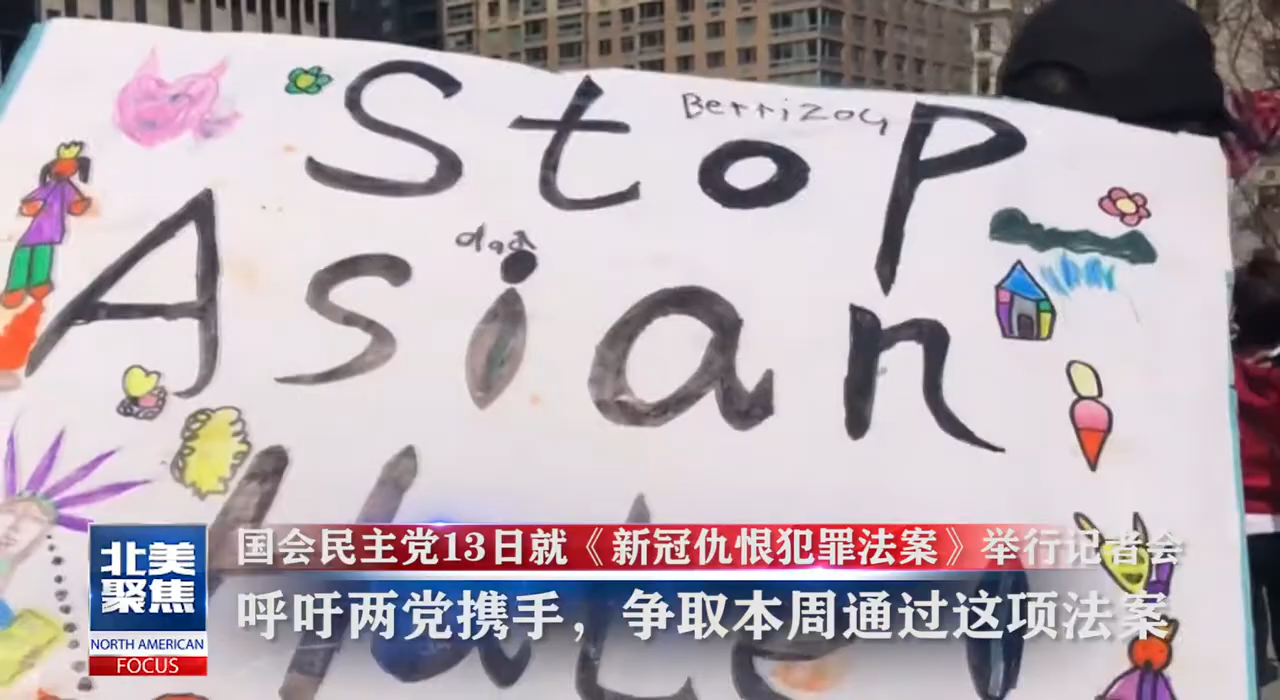 Stop
Berrizoy
Asian
dad
Hate
北美
聚焦
NORTH AMERICAN
FOCUS
国会民主党13日就《新冠仇恨犯罪法案》举行记者会
呼吁两党携手，争取本周通过这项法案